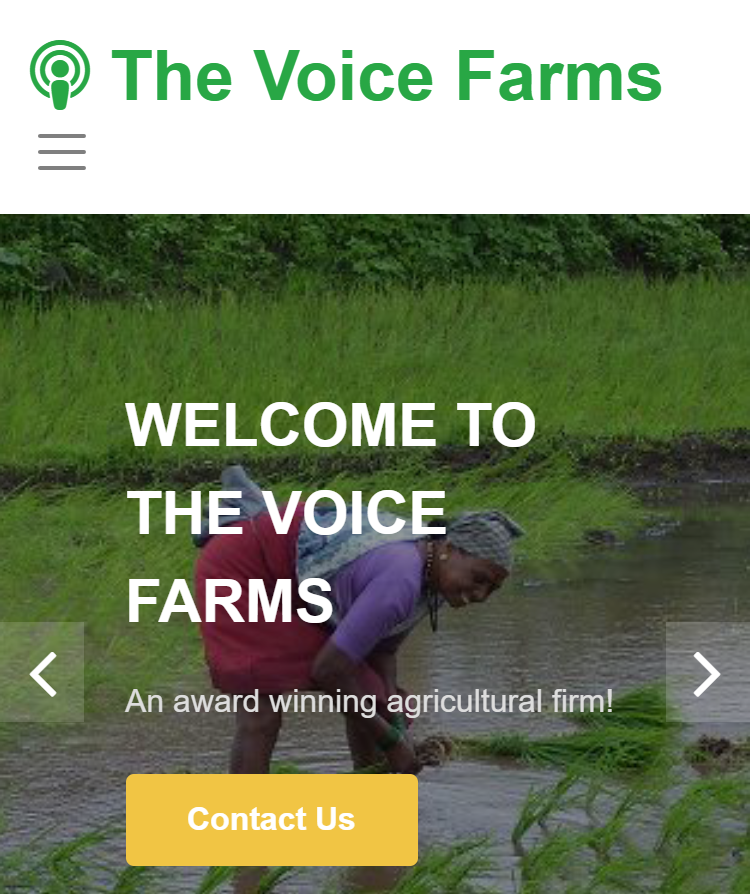 The Voice Farms
WELCOME TO
THE VOICE
FARMS
An award winning agricultural firm!
Contact Us